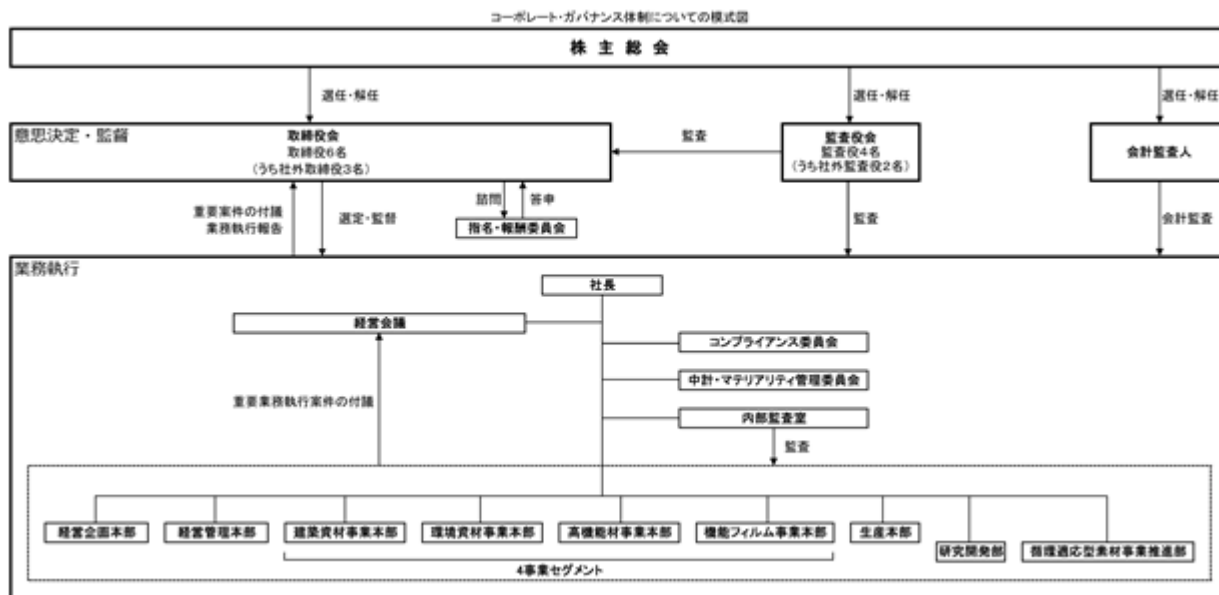 コーポレート・ガバナンス体制についての模式図
株主総会
選任・解任
選任・解任
選任・解任
意思決定・監督
取締役会
取締役6名
(うち社外取締役3名)
監査
監査役会
監査役4名
(うち社外監査役2名)
会計監査人
重要案件の付議
業務執行報告
選定・監督
諮問
答申
指名・報酬委員会
監査
会計監査
業務執行
社長
経営会議
コンプライアンス委員会
中計・マテリアリティ管理委員会
重要業務執行案件の付議
内部監査室
監査
経営企画本部
経営管理本部
建築資材事業本部
環境資材事業本部
高機能材事業本部
機能フィルム事業本部
生産本部
研究開発部
循環適応型素材事業推進部
4事業セグメント